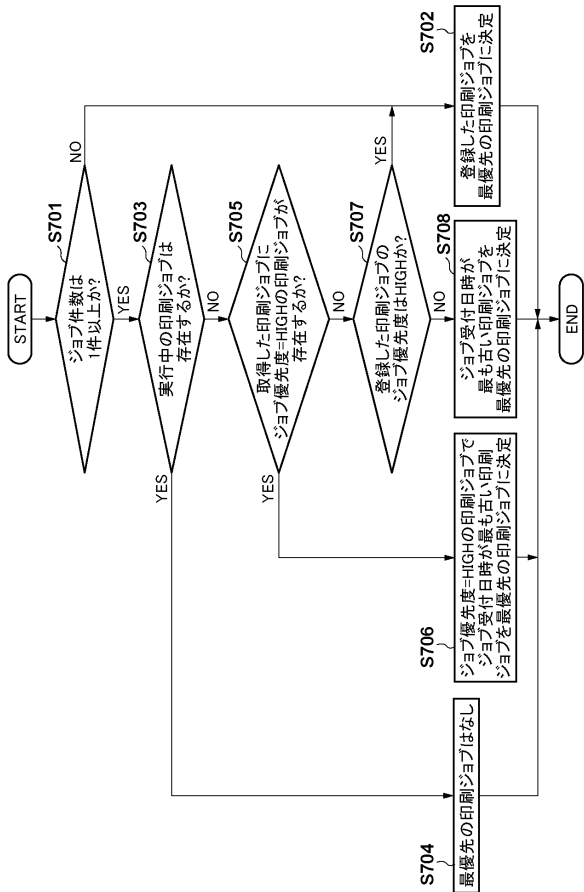 START
S701
ジョブ件数は
1件以上か?
NO
YES
S703
実行中の印刷ジョブは
存在するか?
YES
NO
S705
取得した印刷ジョブに
ジョブ優先度=HIGHの印刷ジョブが
存在するか?
YES
NO
S707
登録した印刷ジョブの
ジョブ優先度はHIGHか?
YES
NO
S704
最優先の印刷ジョブはなし
S706
ジョブ優先度=HIGHの印刷ジョブで
ジョブ受付日時が最も古い印刷
ジョブを最優先の印刷ジョブに決定
S708
ジョブ受付日時が
最も古い印刷ジョブを
最優先の印刷ジョブに決定
S702
登録した印刷ジョブを
最優先の印刷ジョブに決定
END